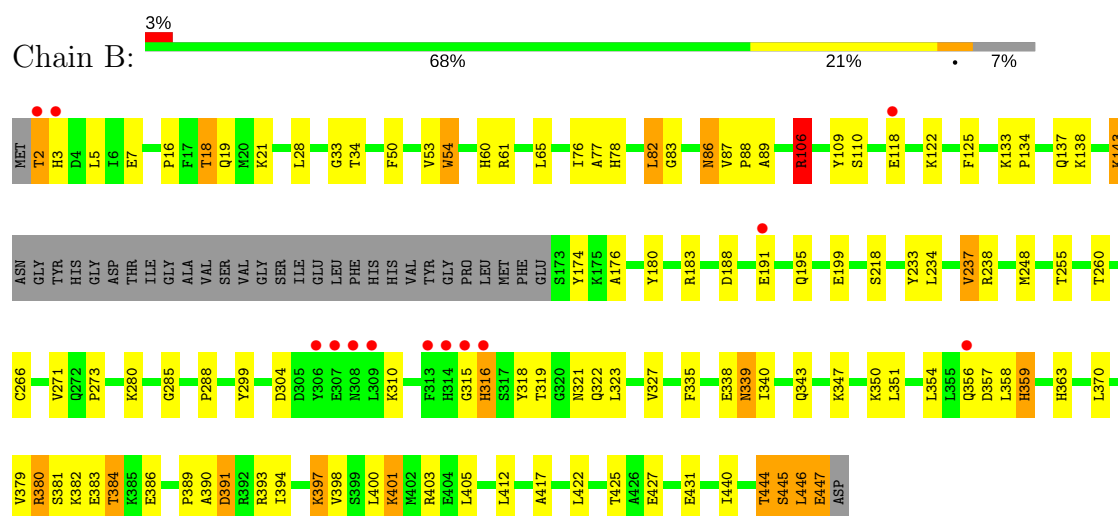 3%
Chain B:
68% 21% • 7%
MET T2 H3 D4 L5 I6 E7 P16 F17 T18 Q19 M20 K21 L28 G33 T34 F50 V53 W54 H60 R61 L65 I76 A77 H78 L82 G83 N86 V87 P88 A89 R106 Y109 S110 E118 K122 F125 K133 P134 Q137 K138 K143
ASN GLY TYR HIS GLY ASP THR ILE GLY ALA VAL SER VAL GLY SER ILE GLU LEU PHE HIS HIS VAL TYR GLY PRO LEU MET PHE GLU S173 Y174 K175 A176 Y180 R183 D188 E191 Q195 E199 S218 Y233 L234 V237 R238 M248 T255 T260
C266 V271 Q272 P273 K280 G285 P288 Y299 D304 D305 Y306 E307 N308 L309 K310 F313 H314 G315 H316 S317 Y318 T319 G320 N321 Q322 L323 V327 F335 E338 N339 I340 Q343 K347 K350 L351 L354 L355 Q356 D357 L358 H359 H363 L370
V379 R380 S381 K382 E383 T384 K385 E386 P389 A390 D391 R392 R393 I394 K397 V398 S399 L400 K401 M402 R403 E404 L405 L412 A417 L422 T425 A426 E427 E431 I440 T444 S445 L446 E447 ASP